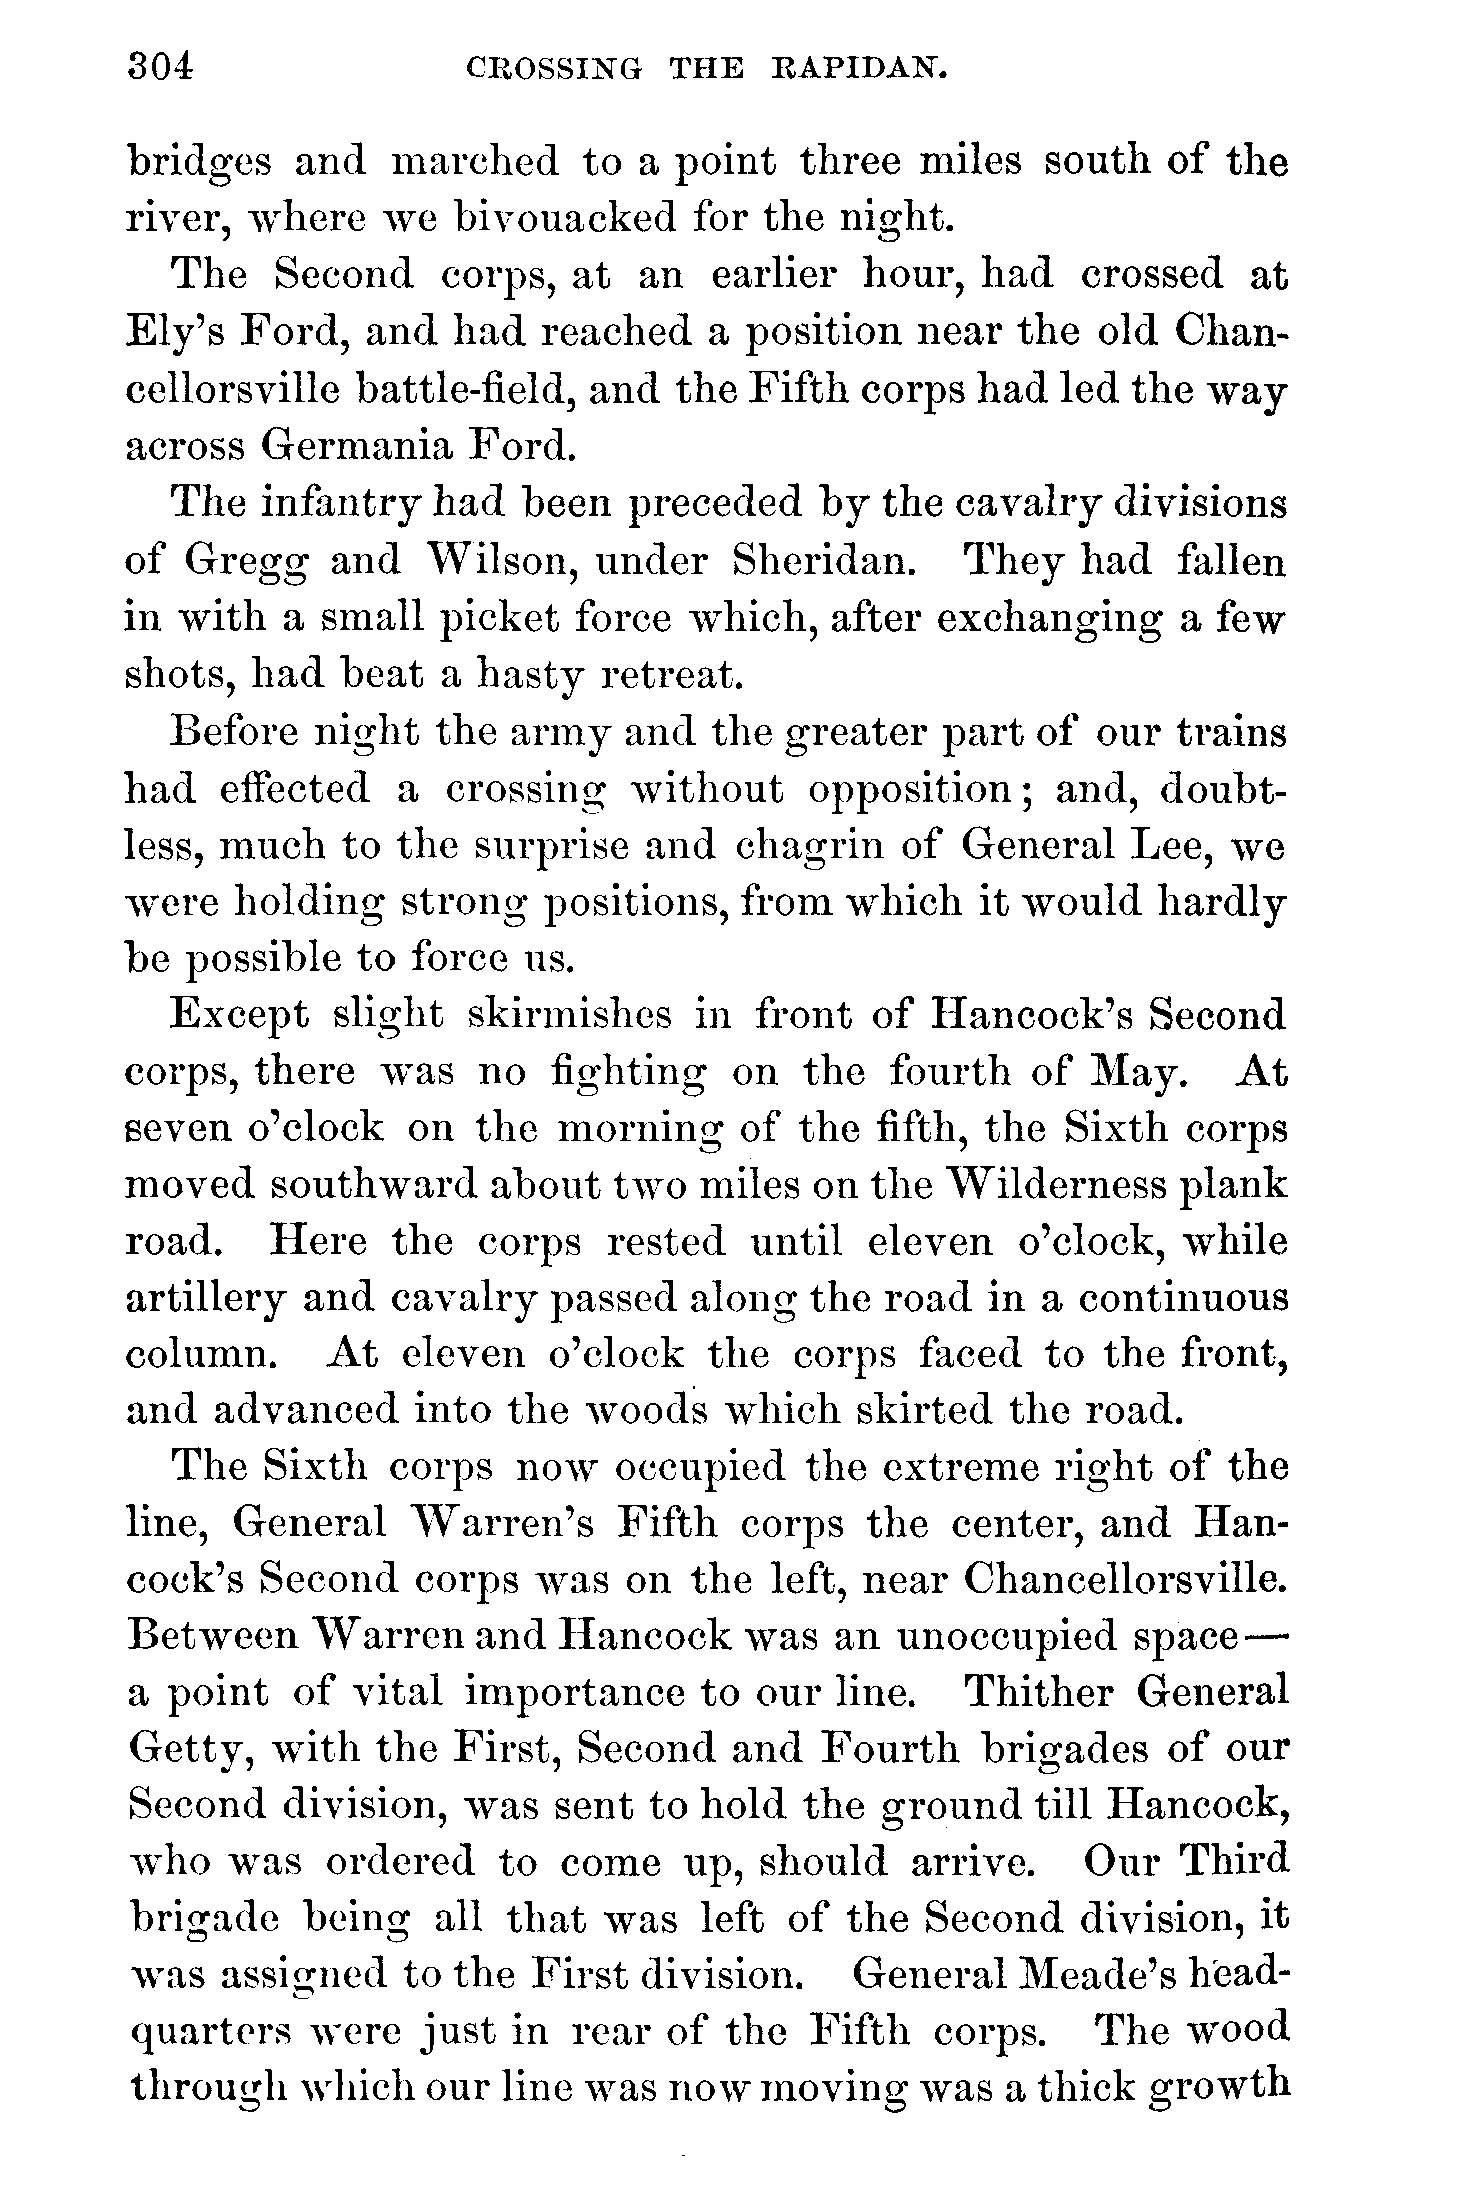 304 CROSSING THE RAPIDAN.
bridges and marched to a point three miles south of the
river, where we bivouacked for the night.
The Second corps, at an earlier hour, had crossed at
Ely's Ford, and had reached a position near the old Chan-
cellorsville battle-field, and the Fifth corps had led the way
across Germania Ford.
The infantry had been preceded by the cavalry divisions
of Gregg and Wilson, under Sheridan. They had fallen
in with a small picket force which, after exchanging a few
shots, had beat a hasty retreat.
Before night the army and the greater part of our trains
had effected a crossing without opposition; and, doubt-
less, much to the surprise and chagrin of General Lee, we
were holding strong positions, from which it would hardly
be possible to force us.
Except slight skirmishes in front of Hancock's Second
corps, there was no fighting on the fourth of May. At
seven o'clock on the morning of the fifth, the Sixth corps
moved southward about two miles on the Wilderness plank
road. Here the corps rested until eleven o'clock, while
artillery and cavalry passed along the road in a continuous
column. At eleven o'clock the corps faced to the front,
and advanced into the woods which skirted the road.
The Sixth corps now occupied the extreme right of the
line, General Warren's Fifth corps the center, and Han-
cock's Second corps was on the left, near Chancellorsville.
Between Warren and Hancock was an unoccupied space—
a point of vital importance to our line. Thither General
Getty, with the First, Second and Fourth brigades of our
Second division, was sent to hold the ground till Hancock,
who was ordered to come up, should arrive. Our Third
brigade being all that was left of the Second division, it
was assigned to the First division. General Meade's head-
quarters were just in rear of the Fifth corps. The wood
through which our line was now moving was a thick growth